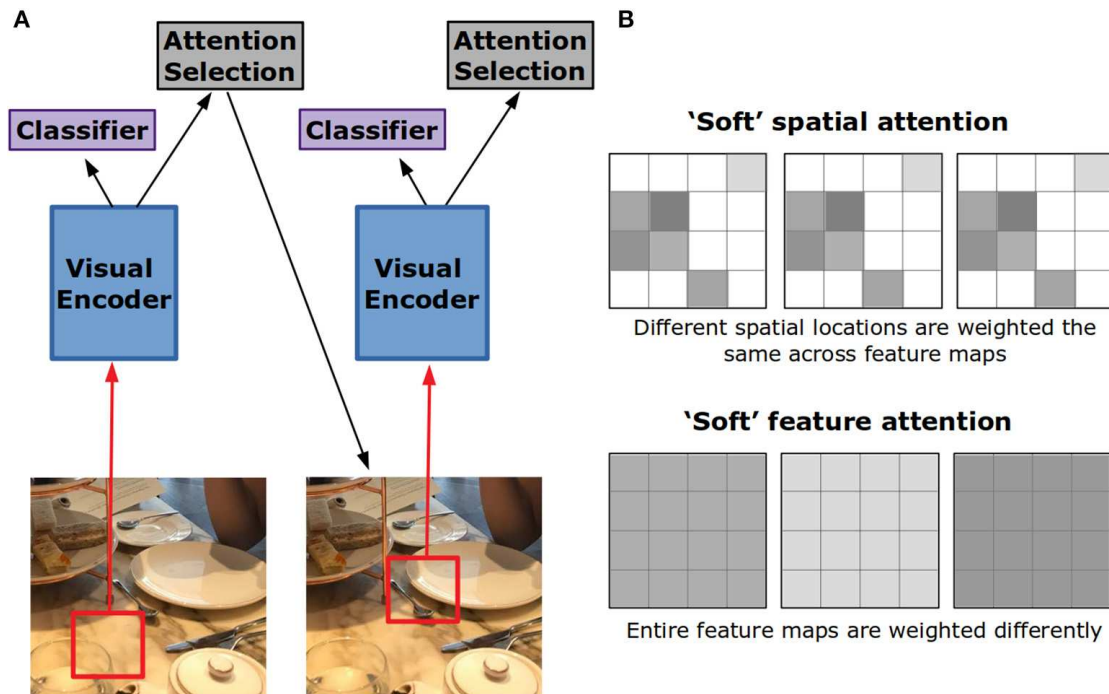 A
Attention
Selection
Attention
Selection
Classifier
Classifier
Visual
Encoder
Visual
Encoder
B
‘Soft’ spatial attention
Different spatial locations are weighted the
same across feature maps
‘Soft’ feature attention
Entire feature maps are weighted differently